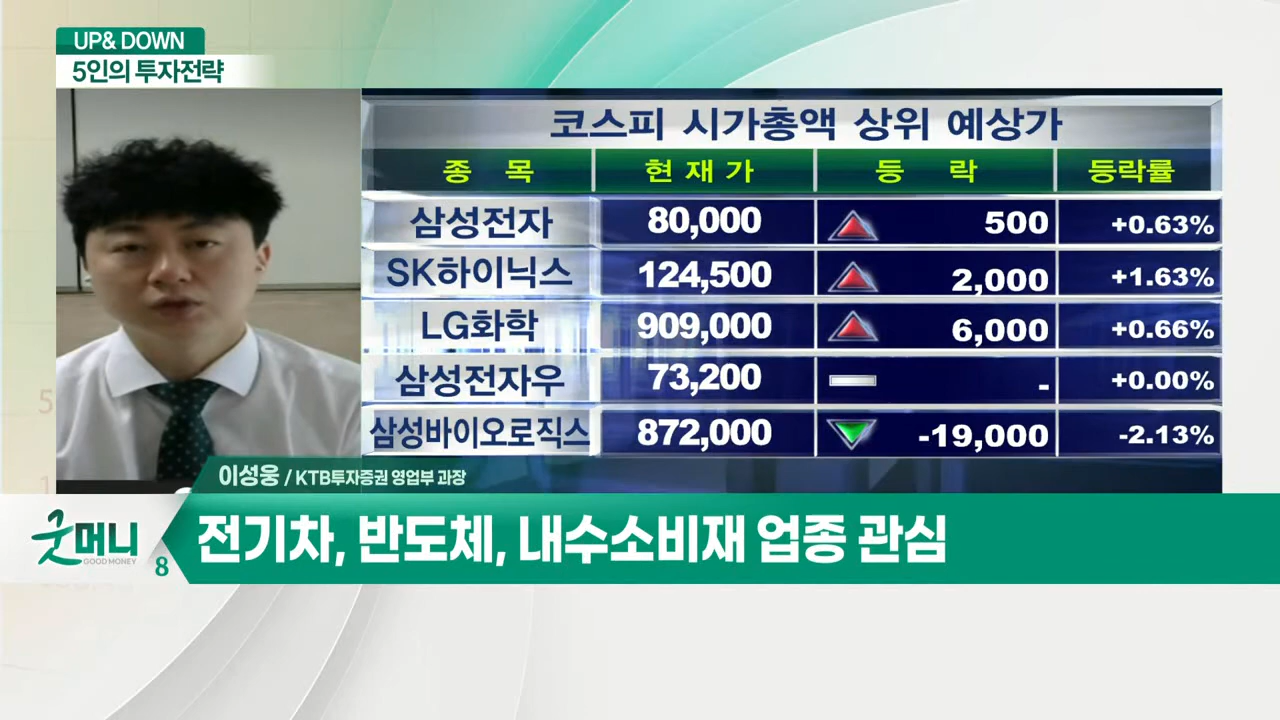 UP& DOWN
5인의 투자전략
코스피 시가총액 상위 예상가
종 목 현 재 가 등 락 등락률
삼성전자 80,000 500 +0.63%
SK하이닉스 124,500 2,000 +1.63%
LG화학 909,000 6,000 +0.66%
삼성전자우 73,200 - +0.00%
삼성바이오로직스 872,000 -19,000 -2.13%
이성웅 / KTB투자증권 영업부 과장
굿머니
GOOD MONEY
8
전기차, 반도체, 내수소비재 업종 관심
5
1